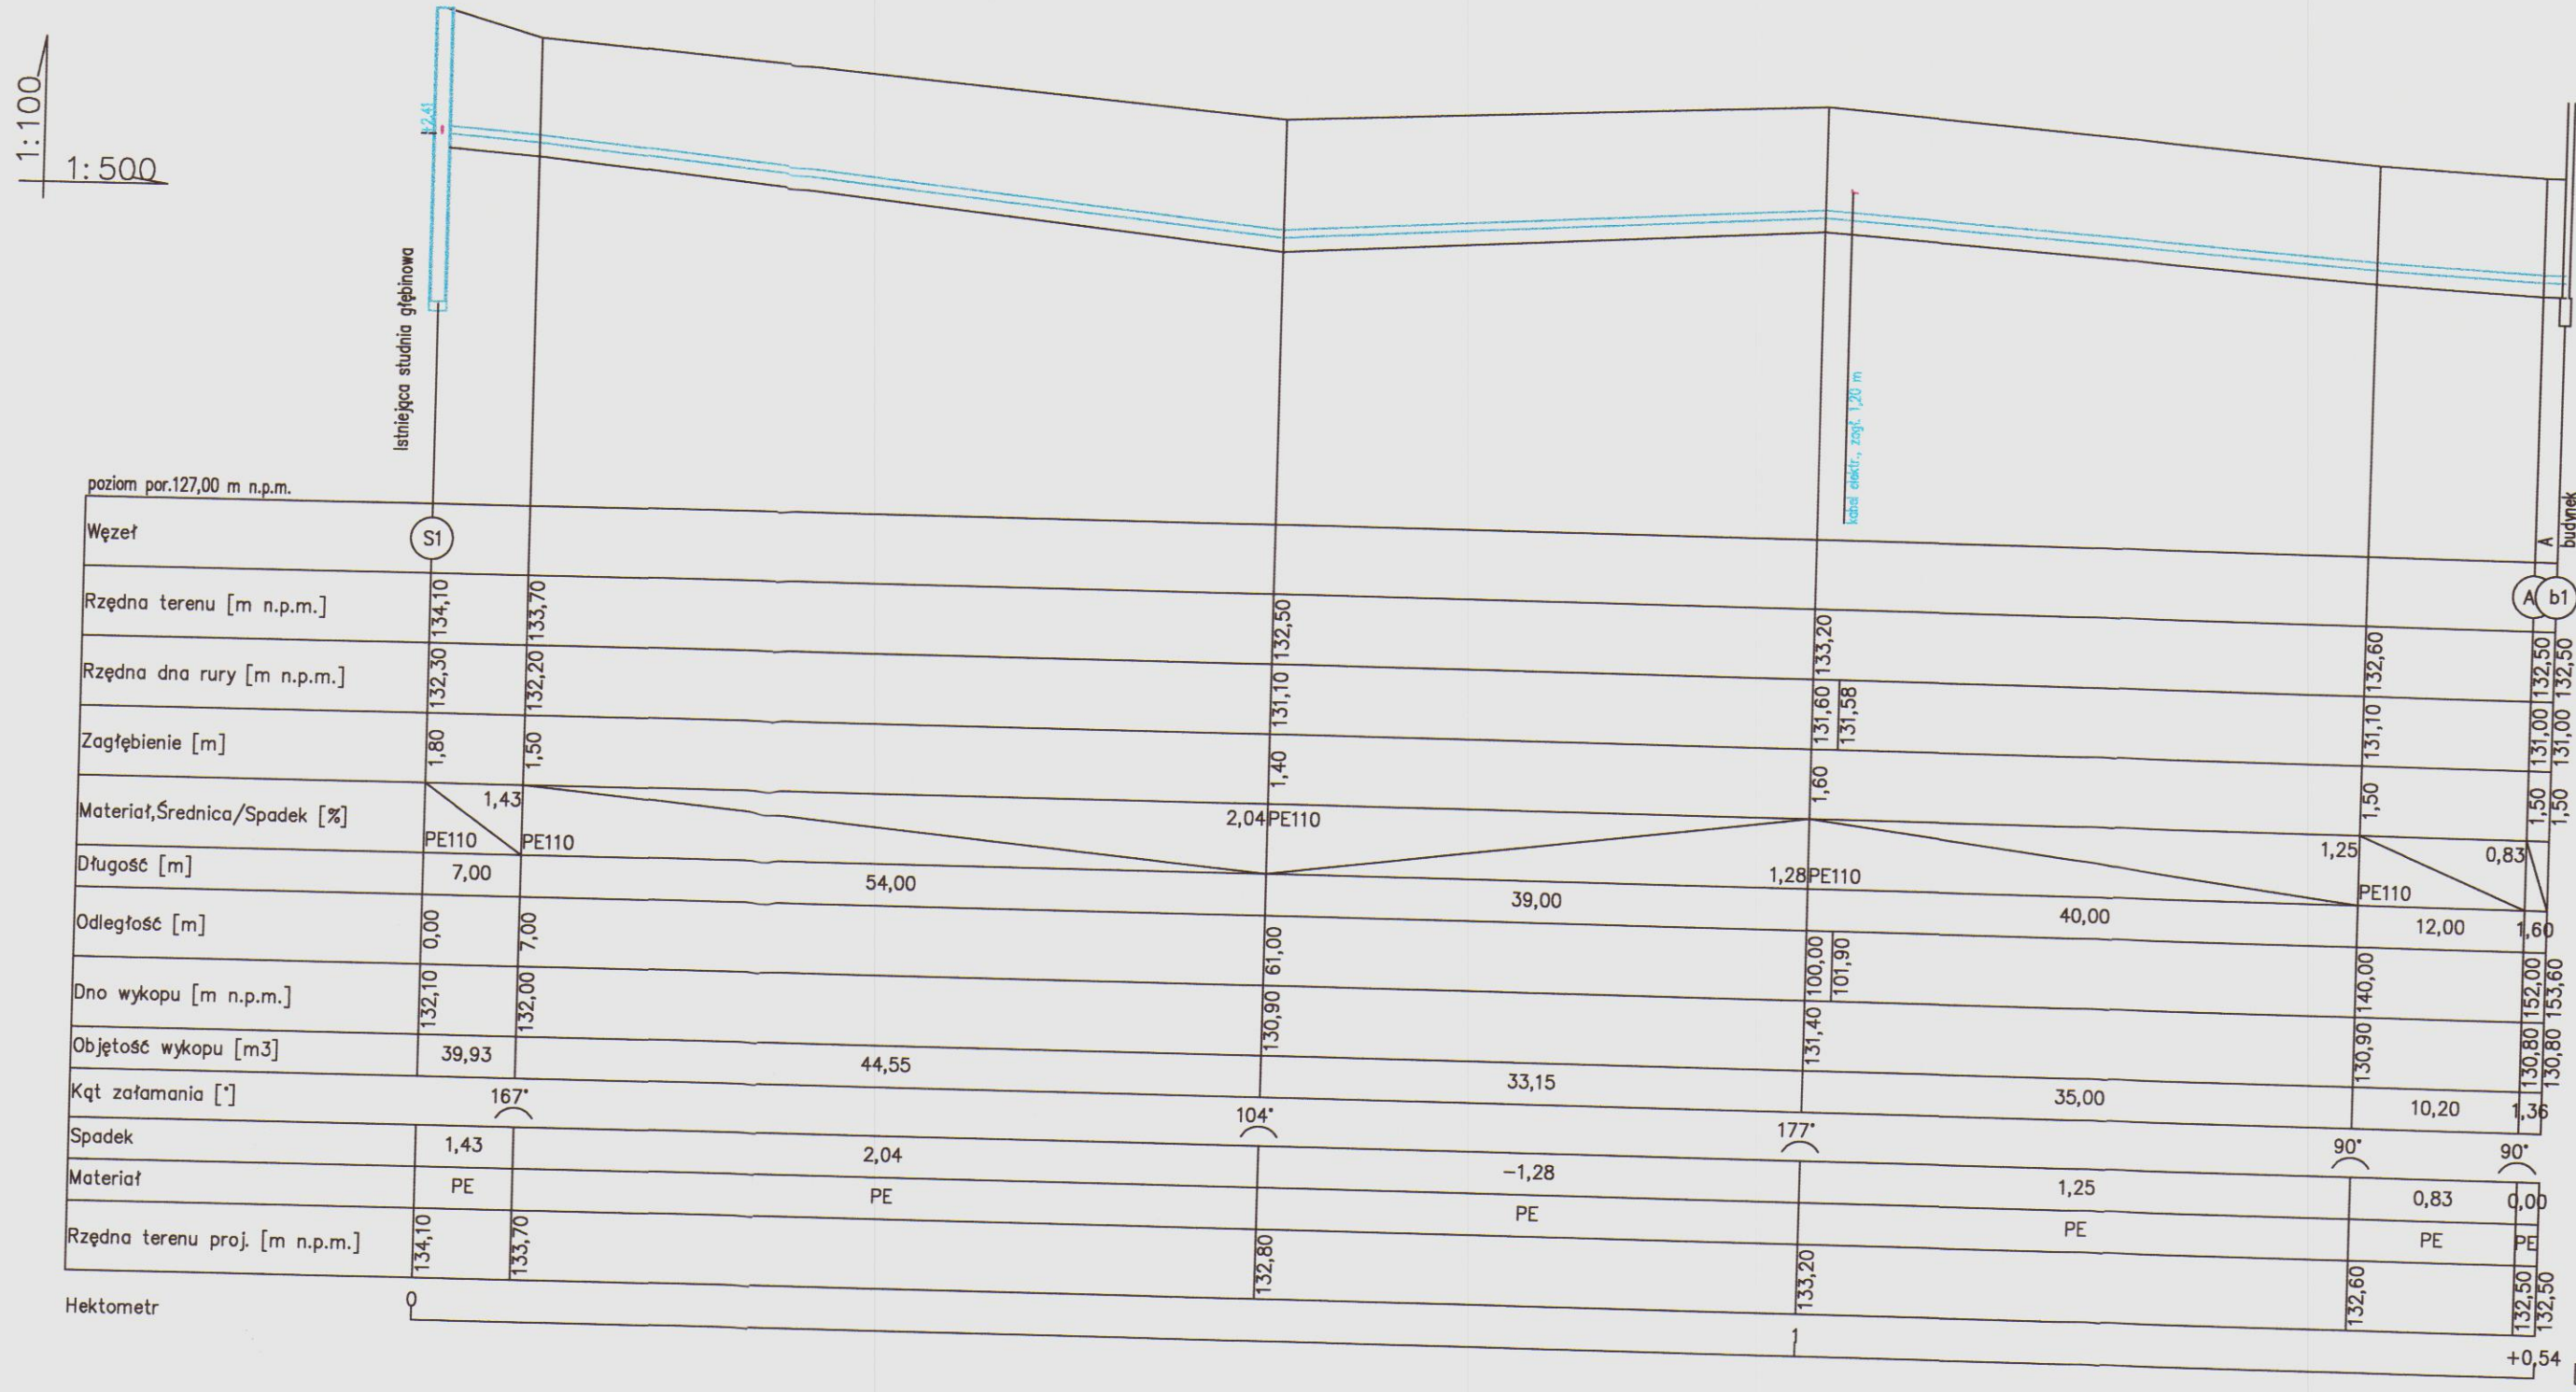 1:100
1:500
+2,41
Istniejąca studnia głębinowa
kabel elektr., zagł. 1,20 m
A
budynek
poziom por.127,00 m n.p.m.
Węzeł S1 A b1
Rzędna terenu [m n.p.m.] 134,10 133,70 132,50 133,20 132,60 132,50 132,50
Rzędna dna rury [m n.p.m.] 132,30 132,20 131,10 131,60 131,58 131,10 131,00 131,00
Zagłębienie [m] 1,80 1,50 1,40 1,60 1,50 1,50 1,50
Materiał,Średnica/Spadek [%] PE110 1,43 PE110 2,04 PE110 1,28 PE110 1,25 PE110 0,83
Długość [m] 7,00 54,00 39,00 40,00 12,00 1,60
Odległość [m] 0,00 7,00 61,00 100,00 101,90 140,00 152,00 153,60
Dno wykopu [m n.p.m.] 132,10 132,00 130,90 131,40 130,90 130,80 130,80
Objętość wykopu [m3] 39,93 44,55 33,15 35,00 10,20 1,36
Kąt załamania [°] 167° 104° 177° 90° 90°
Spadek 1,43 2,04 -1,28 1,25 0,83 0,00
Materiał PE PE PE PE PE PE
Rzędna terenu proj. [m n.p.m.] 134,10 133,70 132,80 133,20 132,60 132,50 132,50
Hektometr 0 1 +0,54